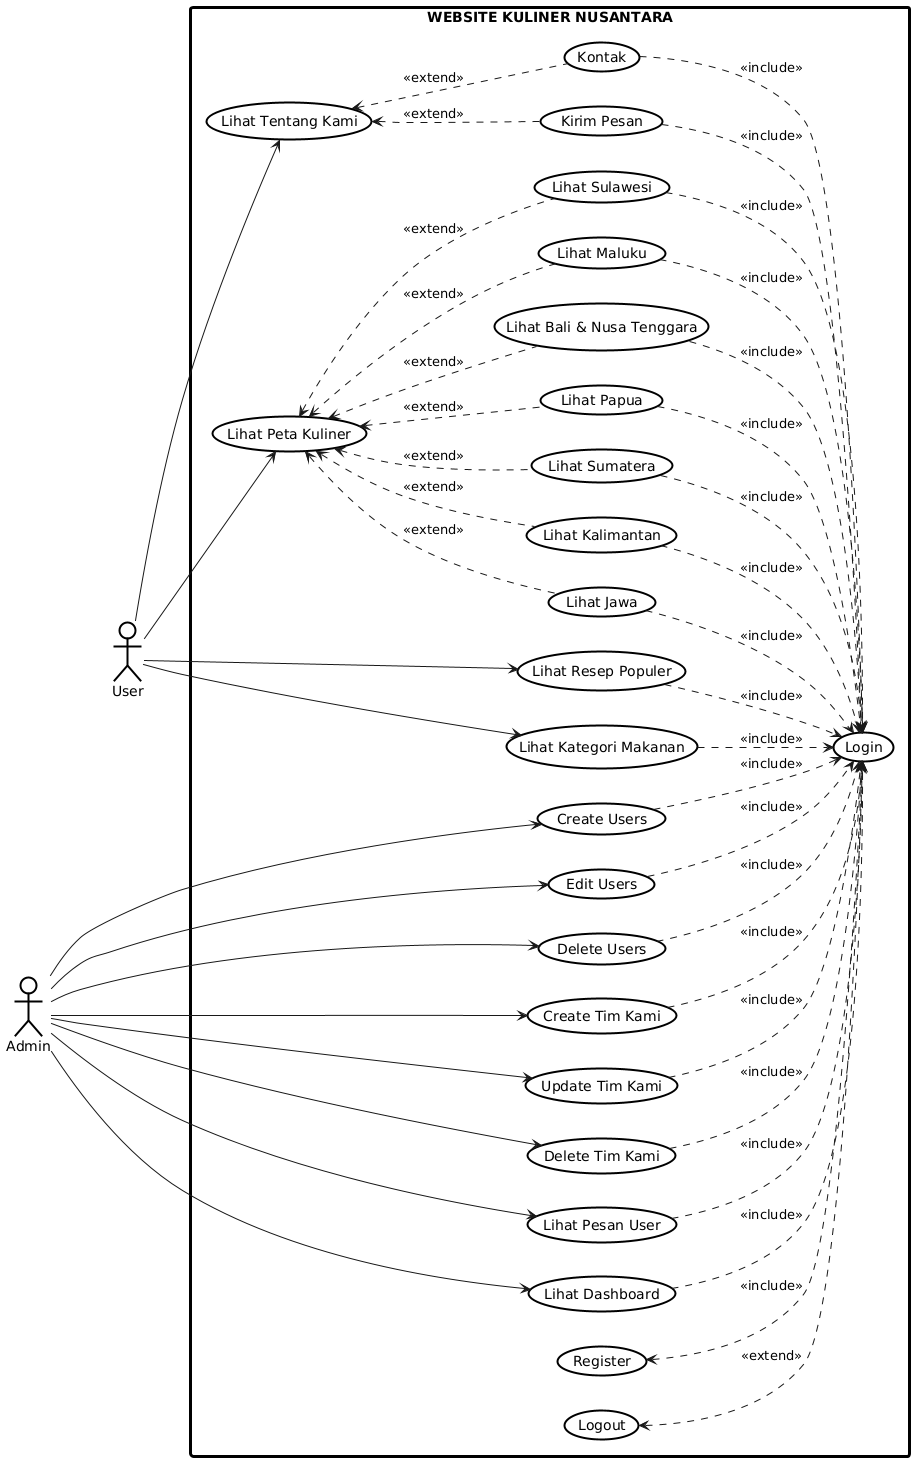 WEBSITE KULINER NUSANTARA
Kontak
«include»
«extend»
Lihat Tentang Kami
«extend»
Kirim Pesan
«include»
Lihat Sulawesi
«include»
«extend»
Lihat Maluku
«include»
«extend»
Lihat Bali & Nusa Tenggara
«include»
«extend»
Lihat Papua
«extend»
«include»
Lihat Peta Kuliner
«extend»
Lihat Sumatera
«include»
«extend»
Lihat Kalimantan
«include»
«extend»
Lihat Jawa
«include»
User
Lihat Resep Populer
«include»
Lihat Kategori Makanan
«include»
Login
«include»
Create Users
«include»
Edit Users
«include»
Delete Users
«include»
Admin
Create Tim Kami
«include»
Update Tim Kami
«include»
Delete Tim Kami
«include»
Lihat Pesan User
«include»
Lihat Dashboard
«include»
Register
«extend»
Logout